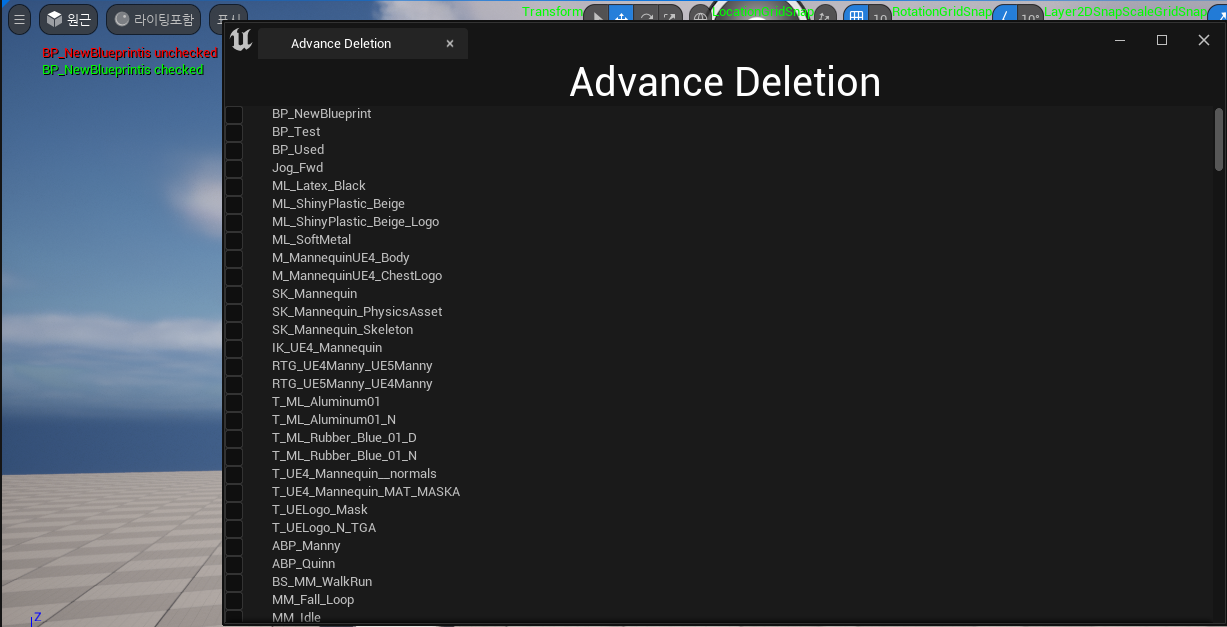 원근
라이팅포함
표시
Transform
LocationGridSnap
10
RotationGridSnap
10°
Layer2DSnapScaleGridSnap
BP_NewBlueprintis unchecked
BP_NewBlueprintis checked
Advance Deletion
Advance Deletion
BP_NewBlueprint
BP_Test
BP_Used
Jog_Fwd
ML_Latex_Black
ML_ShinyPlastic_Beige
ML_ShinyPlastic_Beige_Logo
ML_SoftMetal
M_MannequinUE4_Body
M_MannequinUE4_ChestLogo
SK_Mannequin
SK_Mannequin_PhysicsAsset
SK_Mannequin_Skeleton
IK_UE4_Mannequin
RTG_UE4Manny_UE5Manny
RTG_UE5Manny_UE4Manny
T_ML_Aluminum01
T_ML_Aluminum01_N
T_ML_Rubber_Blue_01_D
T_ML_Rubber_Blue_01_N
T_UE4_Mannequin__normals
T_UE4_Mannequin_MAT_MASKA
T_UELogo_Mask
T_UELogo_N_TGA
ABP_Manny
ABP_Quinn
BS_MM_WalkRun
MM_Fall_Loop
MM_Idle
Z